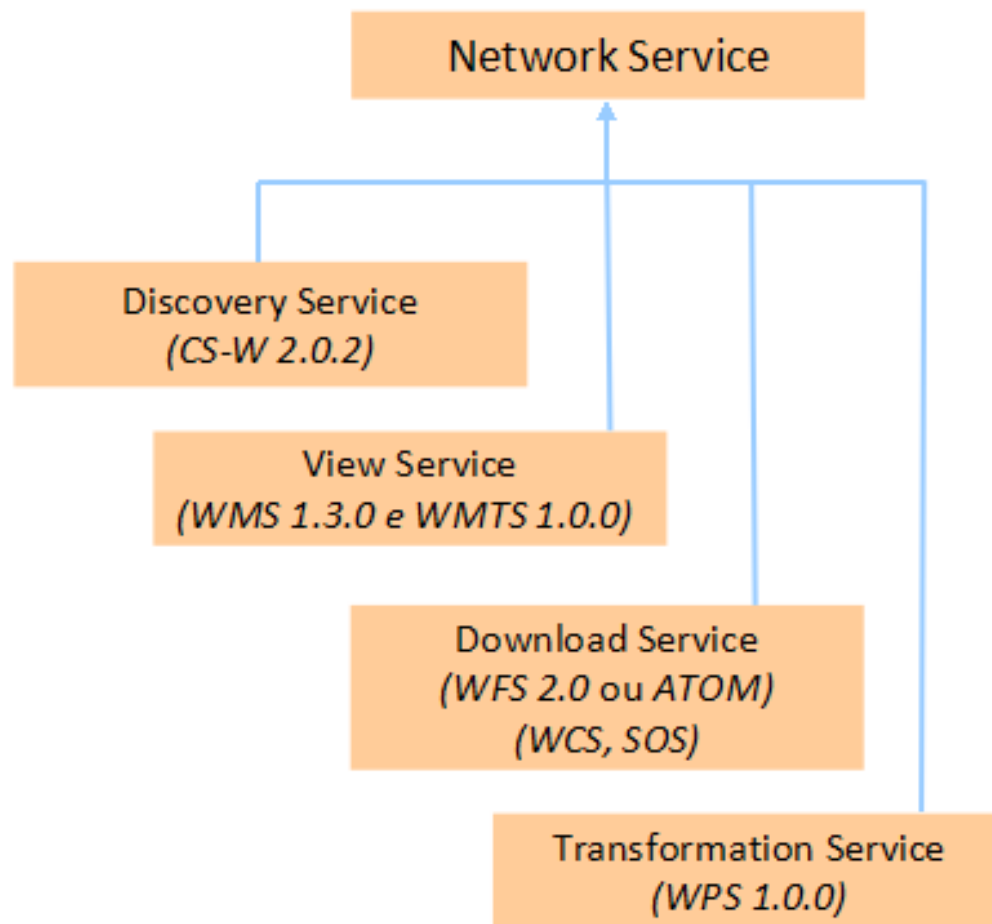 Network Service
Discovery Service
(CS-W 2.0.2)
View Service
(WMS 1.3.0 e WMTS 1.0.0)
Download Service
(WFS 2.0 ou ATOM)
(WCS, SOS)
Transformation Service
(WPS 1.0.0)